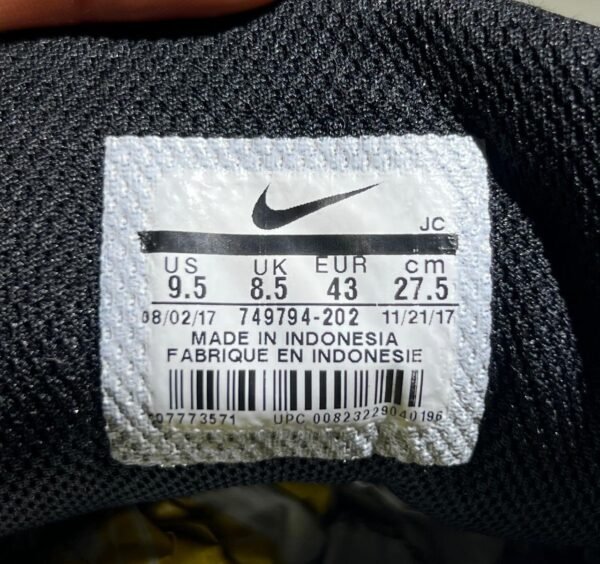 JC
US UK EUR cm
9.5 8.5 43 27.5
08/02/17 749794-202 11/21/17
MADE IN INDONESIA
FABRIQUE EN INDONESIE
007773571 UPC 00823229040196